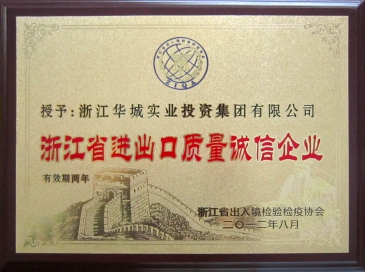 ZIQA
授予:浙江华城实业投资集团有限公司
浙江省进出口质量诚信企业
有效期两年
浙江省出入境检验检疫协会
二〇一二年八月